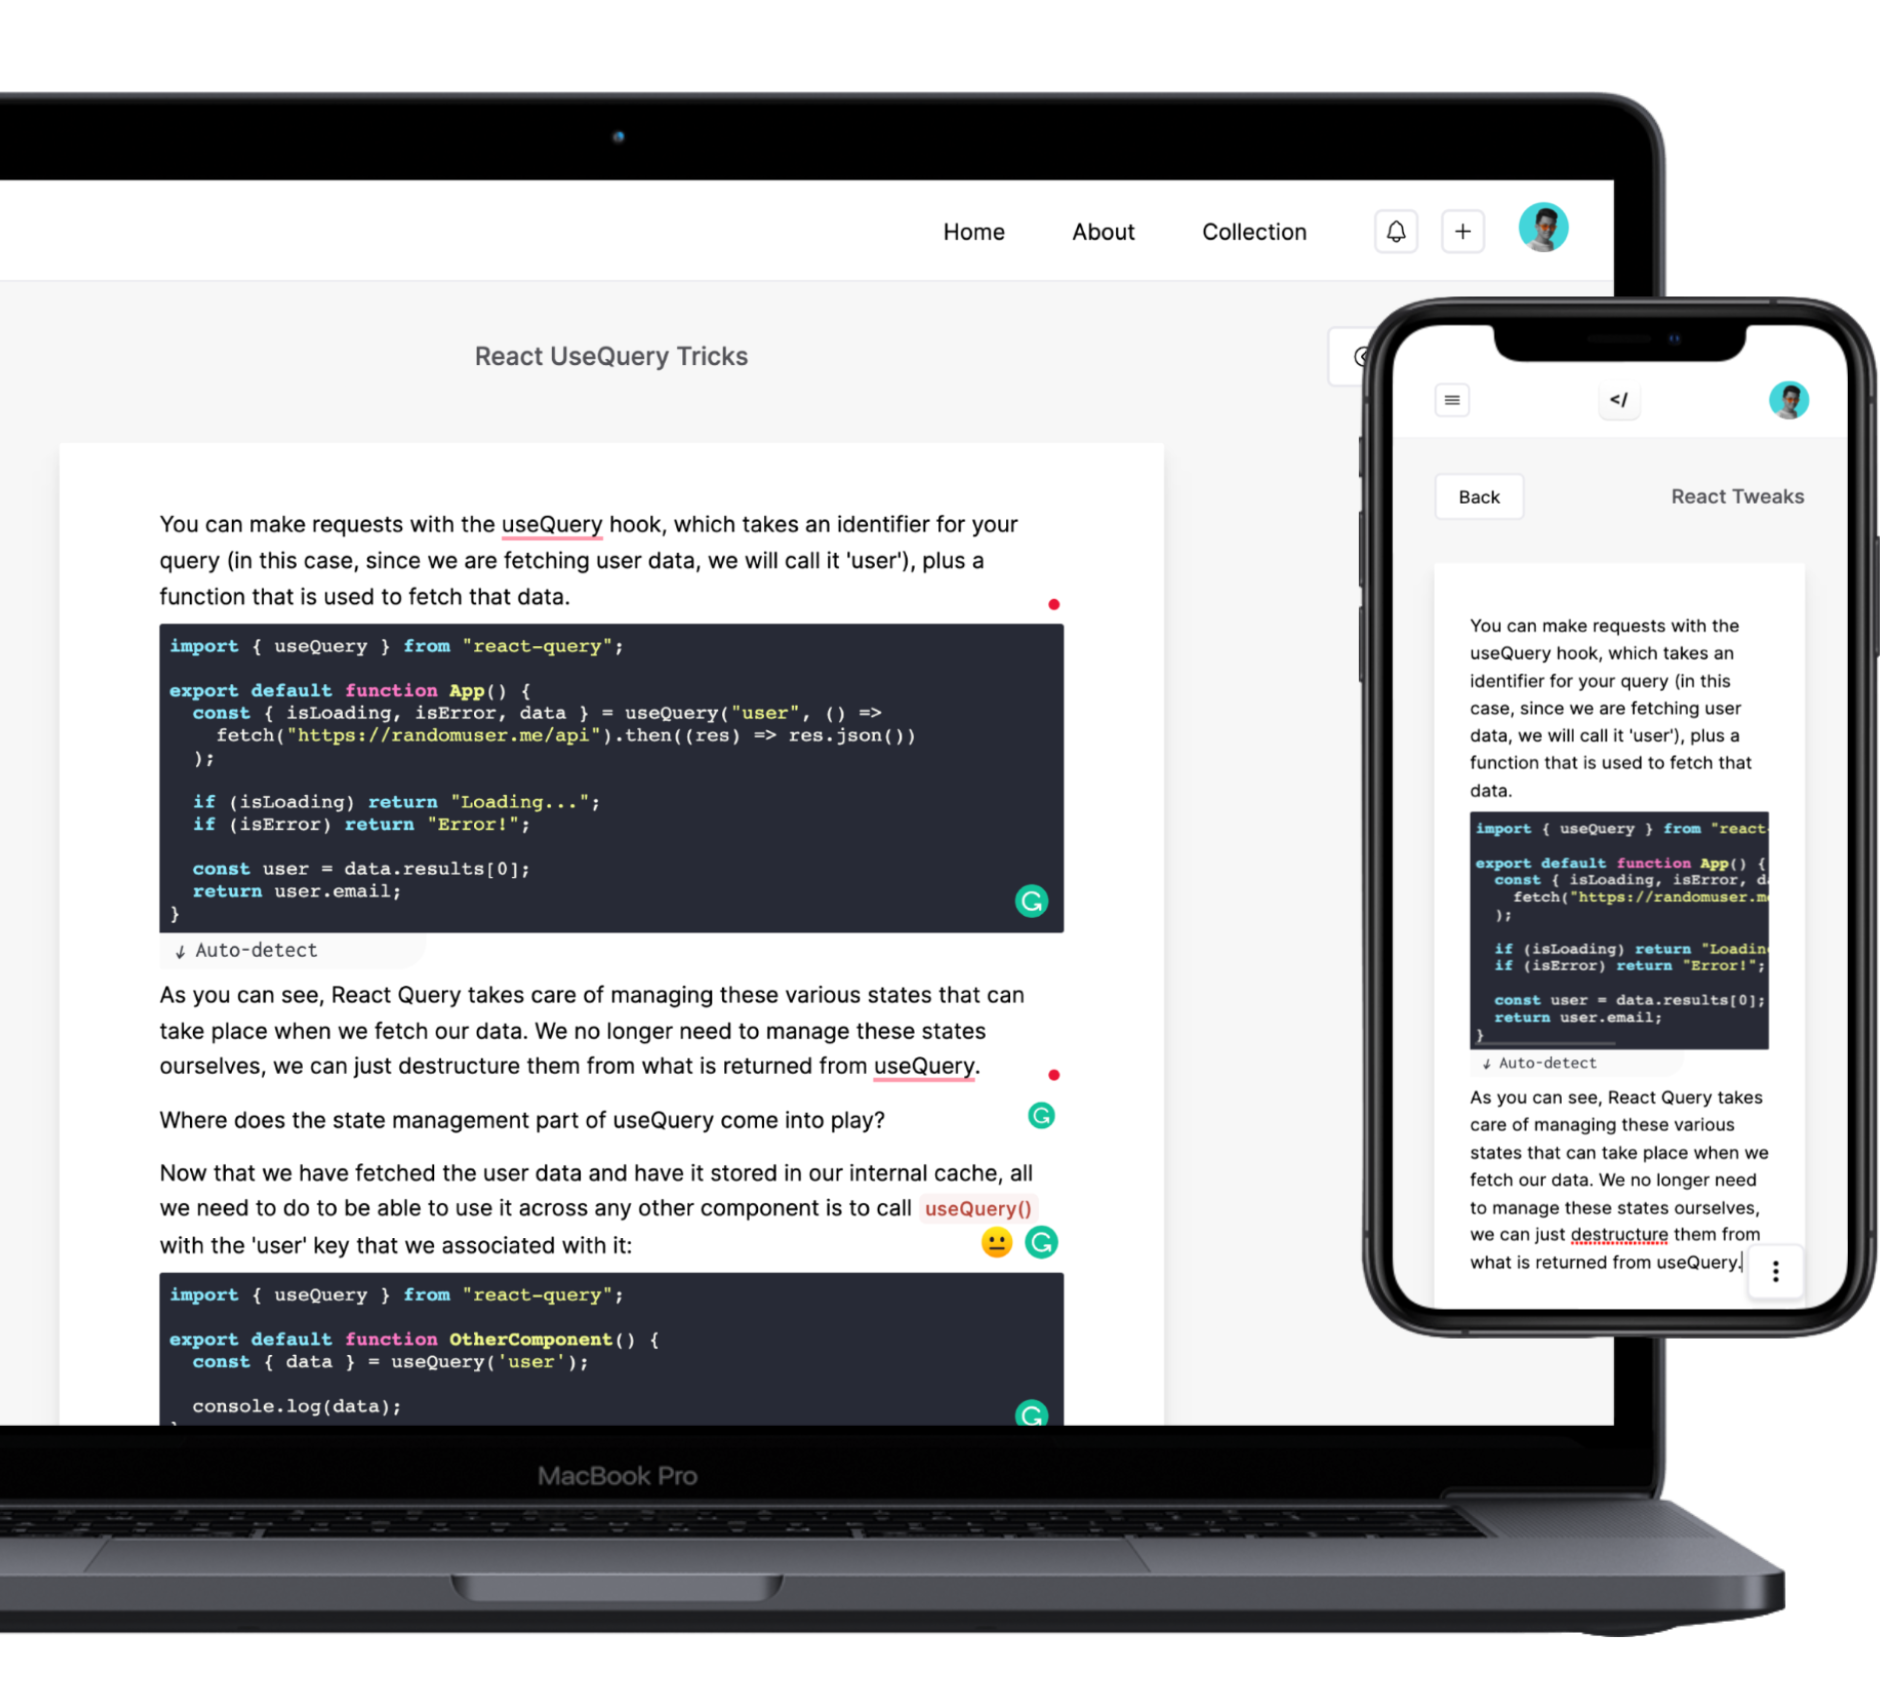 Home About Collection
React UseQuery Tricks
You can make requests with the useQuery hook, which takes an identifier for your
query (in this case, since we are fetching user data, we will call it 'user'), plus a
function that is used to fetch that data.
import { useQuery } from "react-query";
export default function App() {
const { isLoading, isError, data } = useQuery("user", () =>
fetch("https://randomuser.me/api").then((res) => res.json())
);
if (isLoading) return "Loading...";
if (isError) return "Error!";
const user = data.results[0];
return user.email;
}
↓ Auto-detect
As you can see, React Query takes care of managing these various states that can
take place when we fetch our data. We no longer need to manage these states
ourselves, we can just destructure them from what is returned from useQuery.
Where does the state management part of useQuery come into play?
Now that we have fetched the user data and have it stored in our internal cache, all
we need to do to be able to use it across any other component is to call useQuery()
with the 'user' key that we associated with it:
import { useQuery } from "react-query";
export default function OtherComponent() {
const { data } = useQuery('user');
console.log(data);
MacBook Pro
</
Back React Tweaks
You can make requests with the
useQuery hook, which takes an
identifier for your query (in this
case, since we are fetching user
data, we will call it 'user'), plus a
function that is used to fetch that
data.
import { useQuery } from "react-
export default function App() {
const { isLoading, isError, da
fetch("https://randomuser.me
);
if (isLoading) return "Loadin
if (isError) return "Error!";
const user = data.results[0];
return user.email;
}
↓ Auto-detect
As you can see, React Query takes
care of managing these various
states that can take place when we
fetch our data. We no longer need
to manage these states ourselves,
we can just destructure them from
what is returned from useQuery.